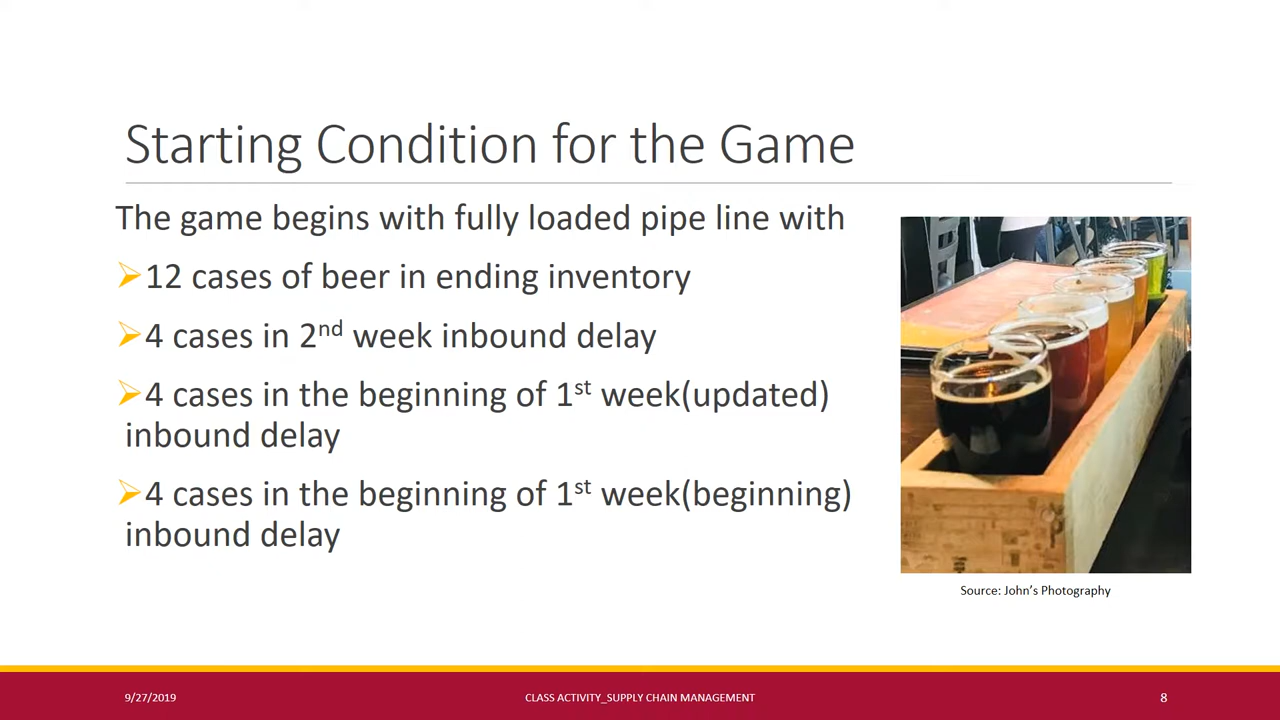 Starting Condition for the Game
The game begins with fully loaded pipe line with
12 cases of beer in ending inventory
4 cases in 2nd week inbound delay
4 cases in the beginning of 1st week(updated)
inbound delay
4 cases in the beginning of 1st week(beginning)
inbound delay
Source: John's Photography
9/27/2019
CLASS ACTIVITY_SUPPLY CHAIN MANAGEMENT
8